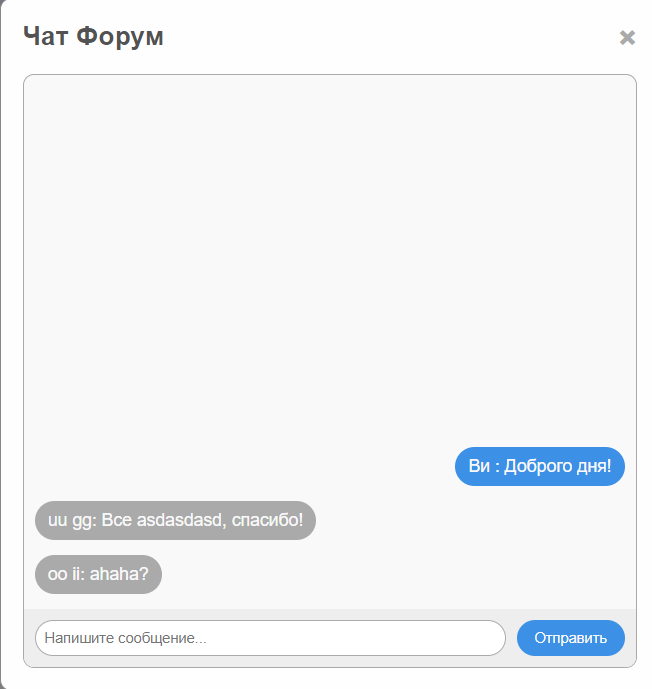 Чат Форум
Ви : Доброго дня!
uu gg: Все asdasdasd, спасибо!
oo ii: ahaha?
Напишите сообщение...
Отправить